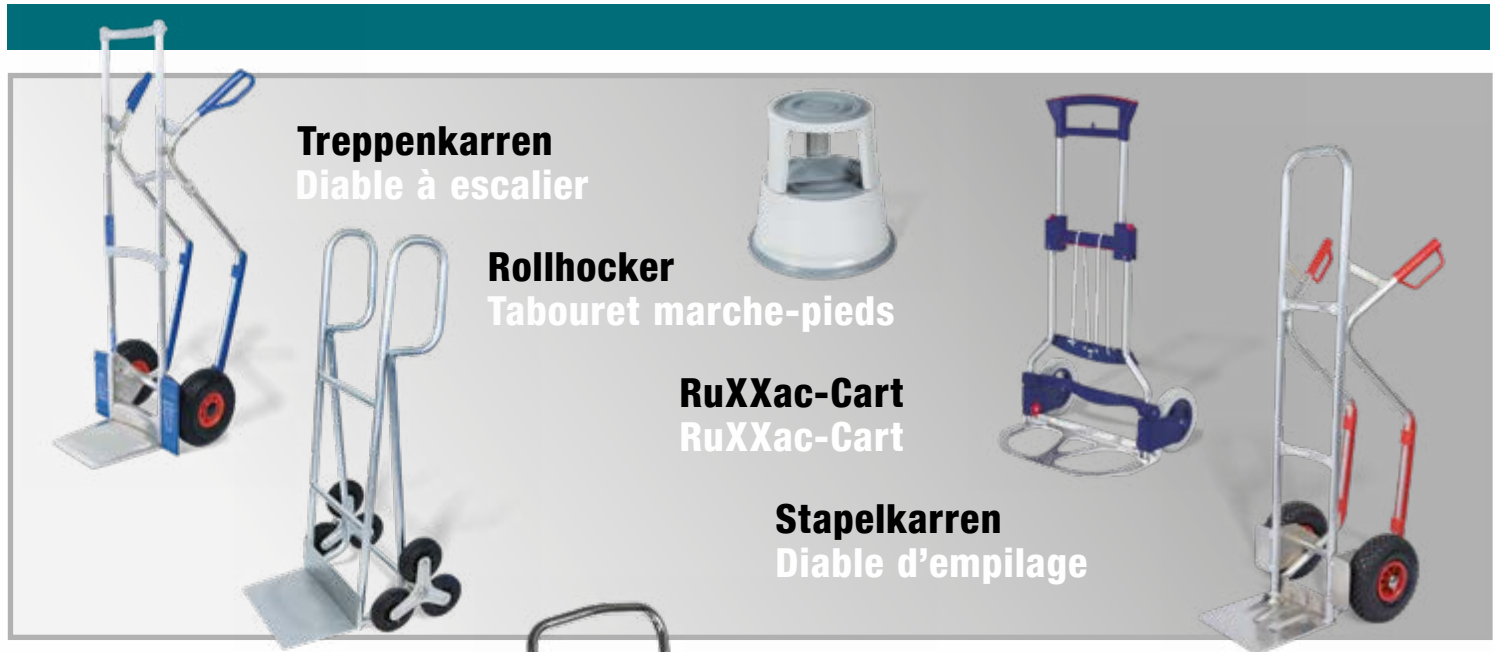 Treppenkarren
Diable à escalier
Rollhocker
Tabouret marche-pieds
RuXXac-Cart
RuXXac-Cart
Stapelkarren
Diable d’empilage